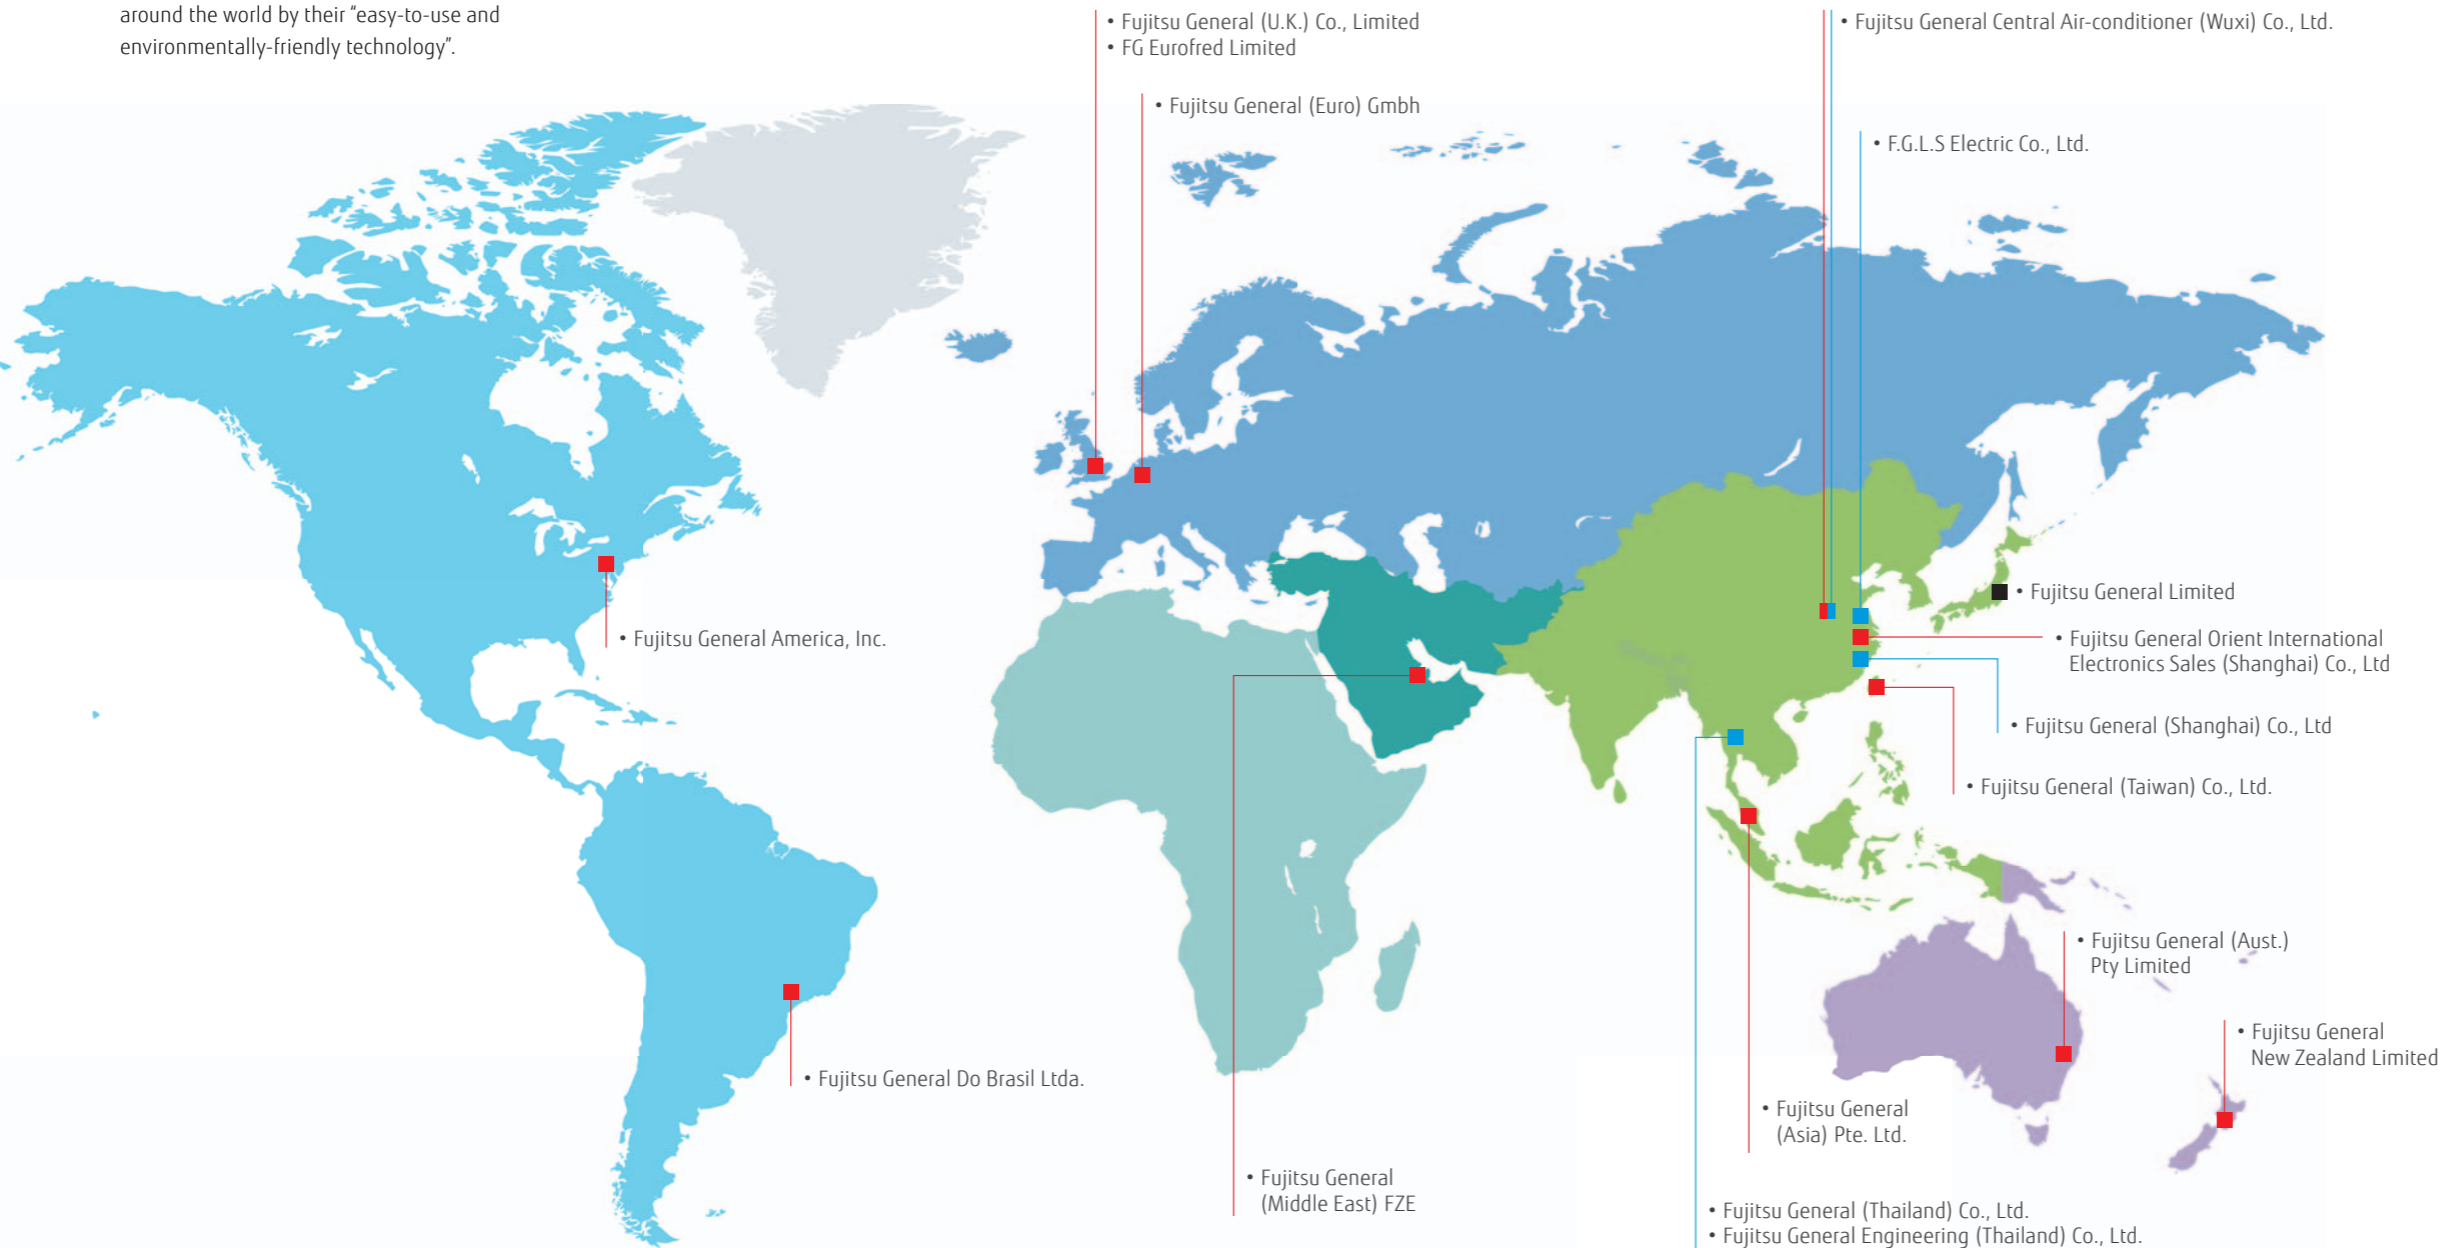 around the world by their “easy-to-use and
environmentally-friendly technology”.
• Fujitsu General (U.K.) Co., Limited
• FG Eurofred Limited
• Fujitsu General (Euro) Gmbh
• Fujitsu General Central Air-conditioner (Wuxi) Co., Ltd.
• F.G.L.S Electric Co., Ltd.
• Fujitsu General Limited
• Fujitsu General Orient International
Electronics Sales (Shanghai) Co., Ltd
• Fujitsu General (Shanghai) Co., Ltd
• Fujitsu General (Taiwan) Co., Ltd.
• Fujitsu General America, Inc.
• Fujitsu General Do Brasil Ltda.
• Fujitsu General (Aust.)
Pty Limited
• Fujitsu General
New Zealand Limited
• Fujitsu General
(Asia) Pte. Ltd.
• Fujitsu General
(Middle East) FZE
• Fujitsu General (Thailand) Co., Ltd.
• Fujitsu General Engineering (Thailand) Co., Ltd.